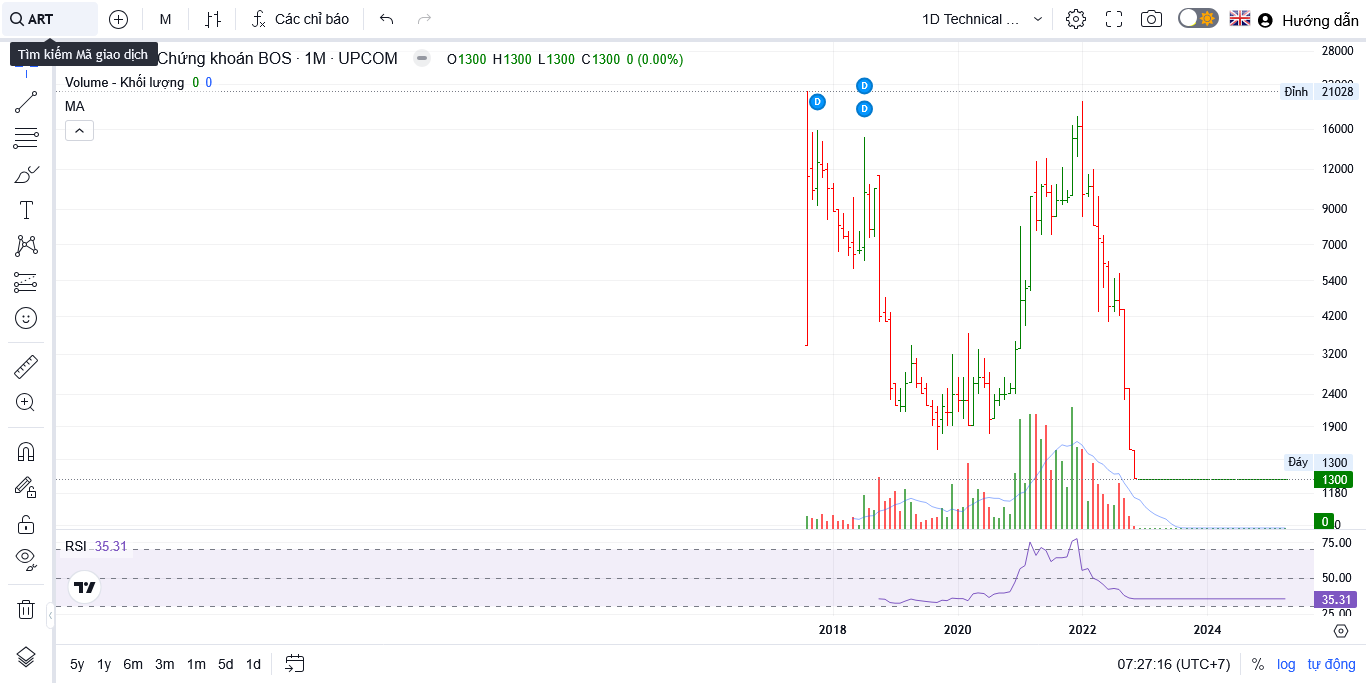 ART
M
Các chỉ báo
1D Technical ...
Hướng dẫn
Tìm kiếm Mã giao dịch
Chứng khoán BOS · 1M · UPCOM
O1300 H1300 L1300 C1300 0 (0.00%)
Volume - Khối lượng 0 0
MA
D
D
D
28000
Đỉnh 21028
16000
12000
9000
7000
5400
4200
3200
2400
1900
Đáy 1300
1300
1180
0
RSI 35.31
75.00
50.00
35.31
25.00
2018 2020 2022 2024
5y 1y 6m 3m 1m 5d 1d
07:27:16 (UTC+7) % log tự động